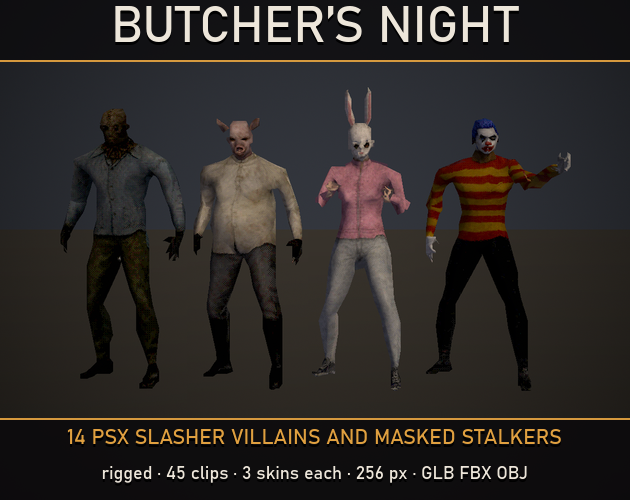 BUTCHER'S NIGHT
14 PSX SLASHER VILLAINS AND MASKED STALKERS
rigged · 45 clips · 3 skins each · 256 px · GLB FBX OBJ